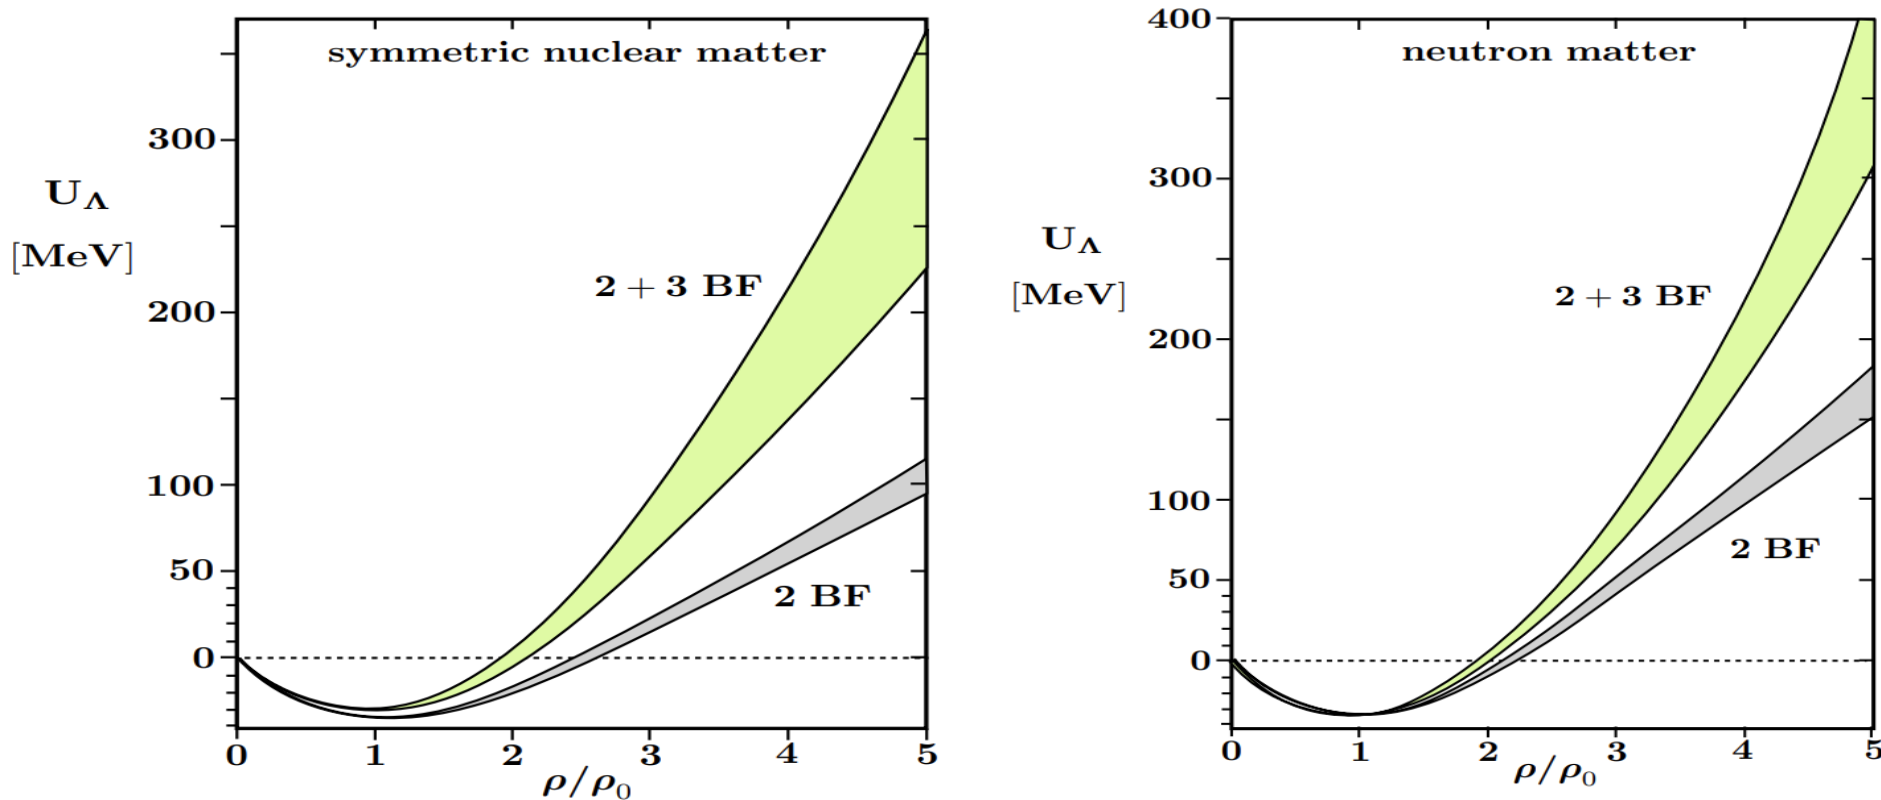 symmetric nuclear matter
300
200
100
50
0
U_Λ
[MeV]
2 + 3 BF
2 BF
0 1 2 3 4 5
ρ/ρ₀
neutron matter
400
300
200
100
50
0
U_Λ
[MeV]
2 + 3 BF
2 BF
0 1 2 3 4 5
ρ/ρ₀